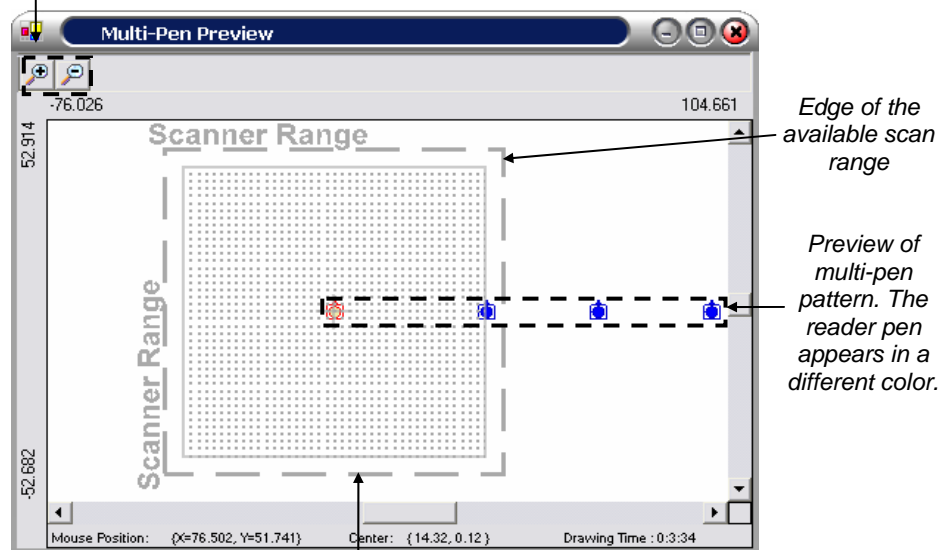 Multi-Pen Preview
-76.026
104.661
52.914
Scanner Range
Scanner Range
-52.682
Mouse Position: {X=76.502, Y=51.741} Center: {14.32, 0.12} Drawing Time : 0:3:34
Edge of the
available scan
range
Preview of
multi-pen
pattern. The
reader pen
appears in a
different color.